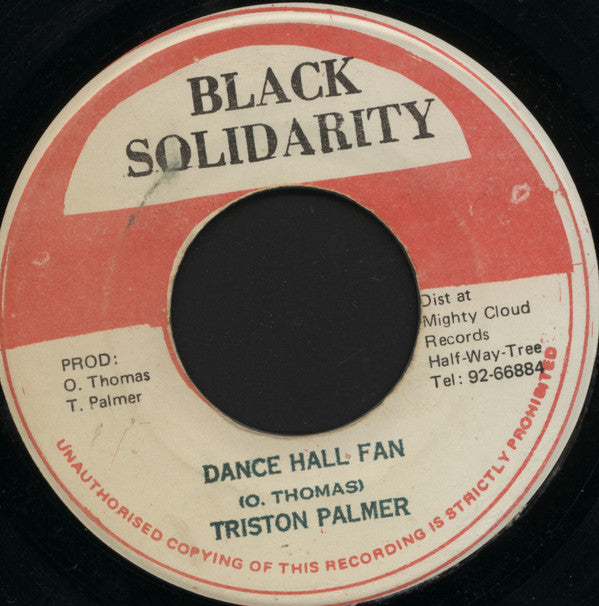 BLACK
SOLIDARITY
PROD:
O. Thomas
T. Palmer
Dist at
Mighty Cloud
Records
Half-Way-Tree
Tel: 92-66884
DANCE HALL FAN
(O. THOMAS)
TRISTON PALMER
UNAUTHORISED COPYING OF THIS RECORDING IS STRICTLY PROHIBITED